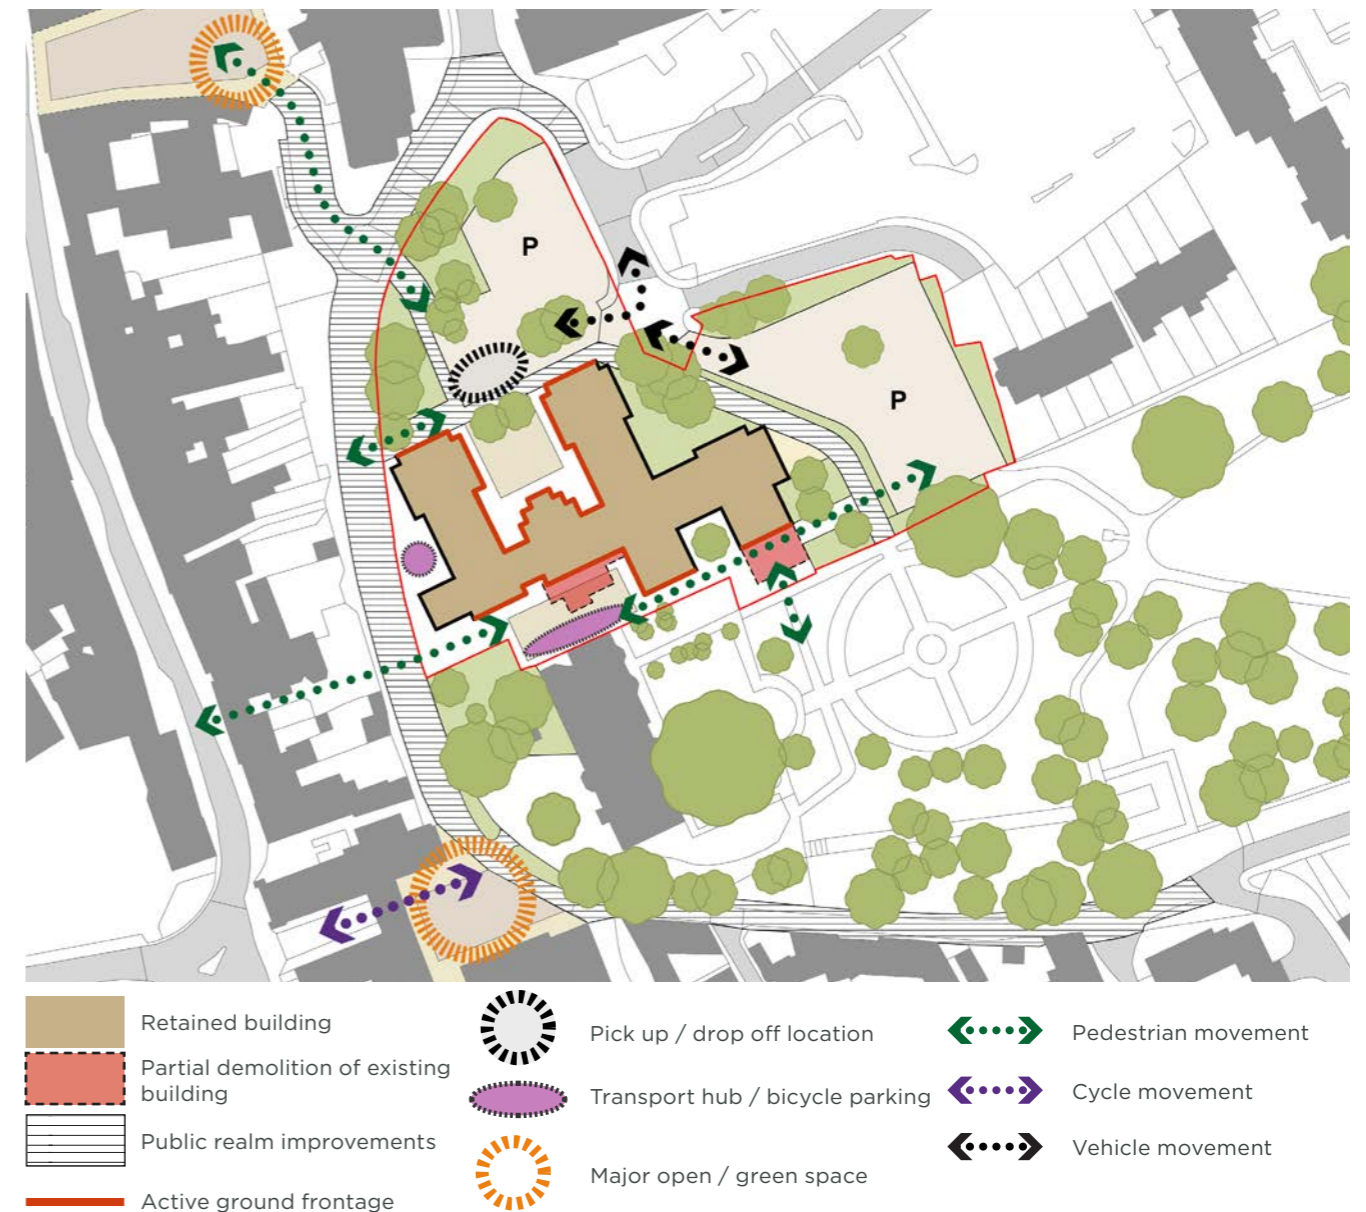 P
P
Retained building
Partial demolition of existing
building
Public realm improvements
Active ground frontage
Pick up / drop off location
Transport hub / bicycle parking
Major open / green space
Pedestrian movement
Cycle movement
Vehicle movement